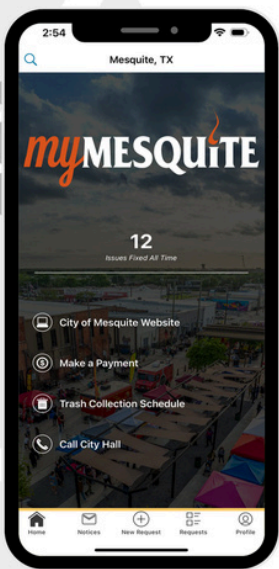 2:54
Mesquite, TX
myMESQUITE
12
Issues Fixed All Time
City of Mesquite Website
Make a Payment
Trash Collection Schedule
Call City Hall
Home Notices New Request Requests Profile